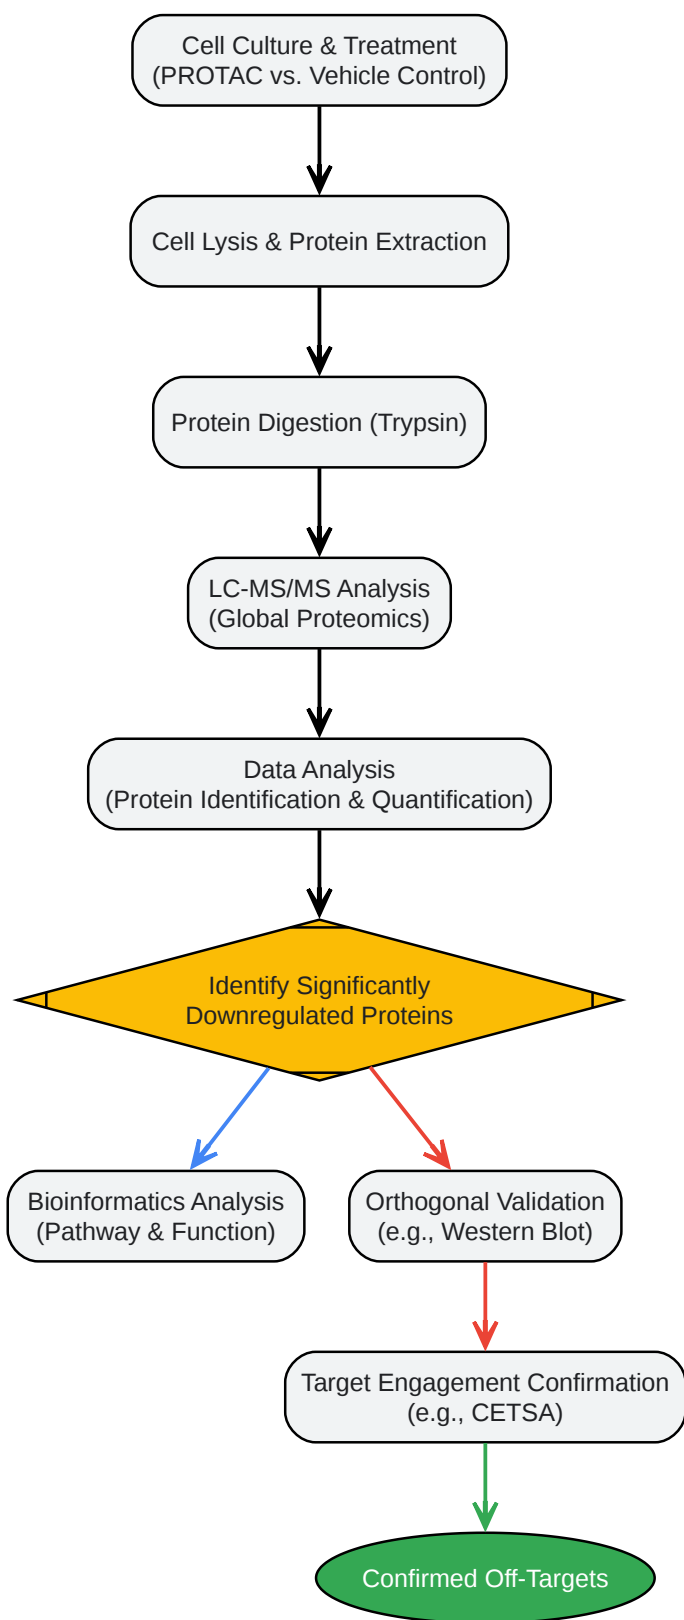 Cell Culture & Treatment
(PROTAC vs. Vehicle Control)
Cell Lysis & Protein Extraction
Protein Digestion (Trypsin)
LC-MS/MS Analysis
(Global Proteomics)
Data Analysis
(Protein Identification & Quantification)
Identify Significantly
Downregulated Proteins
Bioinformatics Analysis
(Pathway & Function)
Orthogonal Validation
(e.g., Western Blot)
Target Engagement Confirmation
(e.g., CETSA)
Confirmed Off-Targets